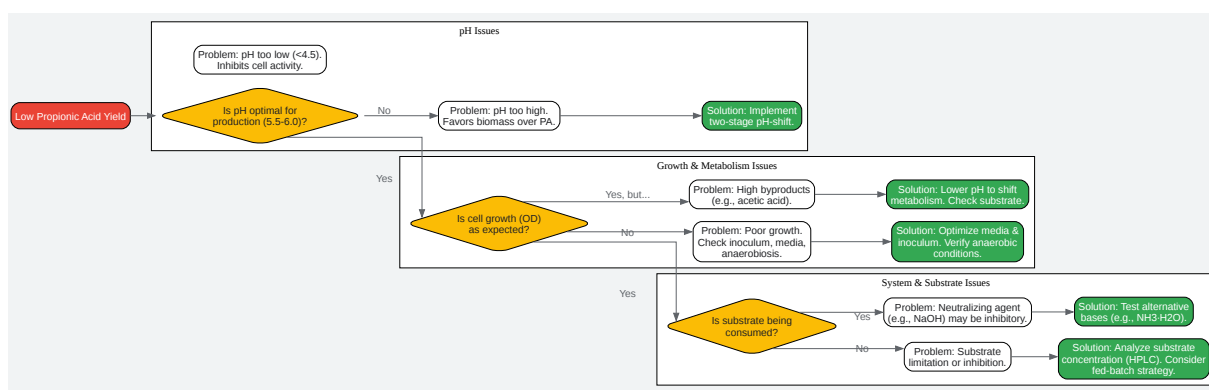 pH Issues
Problem: pH too low (<4.5).
Inhibits cell activity.
Low Propionic Acid Yield
Is pH optimal for
production (5.5-6.0)?
No
Problem: pH too high.
Favors biomass over PA.
Solution: Implement
two-stage pH-shift.
Yes
Growth & Metabolism Issues
Is cell growth (OD)
as expected?
Yes, but...
Problem: High byproducts
(e.g., acetic acid).
Solution: Lower pH to shift
metabolism. Check substrate.
No
Problem: Poor growth.
Check inoculum, media,
anaerobiosis.
Solution: Optimize media &
inoculum. Verify anaerobic
conditions.
Yes
System & Substrate Issues
Is substrate being
consumed?
Yes
Problem: Neutralizing agent
(e.g., NaOH) may be inhibitory.
Solution: Test alternative
bases (e.g., NH3·H2O).
No
Problem: Substrate
limitation or inhibition.
Solution: Analyze substrate
concentration (HPLC). Consider
fed-batch strategy.